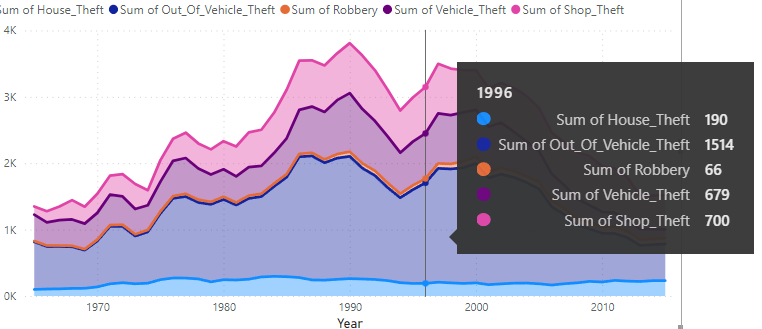 Sum of House_Theft Sum of Out_Of_Vehicle_Theft Sum of Robbery Sum of Vehicle_Theft Sum of Shop_Theft
4K
3K
2K
1K
0K
1996
Sum of House_Theft 190
Sum of Out_Of_Vehicle_Theft 1514
Sum of Robbery 66
Sum of Vehicle_Theft 679
Sum of Shop_Theft 700
1970 1980 1990 2000 2010
Year